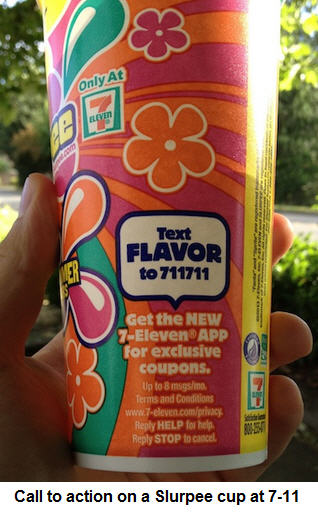 Only At
7
ELEVEN
Text
FLAVOR
to 711711
Get the NEW
7-Eleven® APP
for exclusive
coupons.
Up to 8 msgs/mo.
Terms and Conditions
www.7-eleven.com/privacy.
Reply HELP for help.
Reply STOP to cancel.
7
ELEVEN
Call to action on a Slurpee cup at 7-11